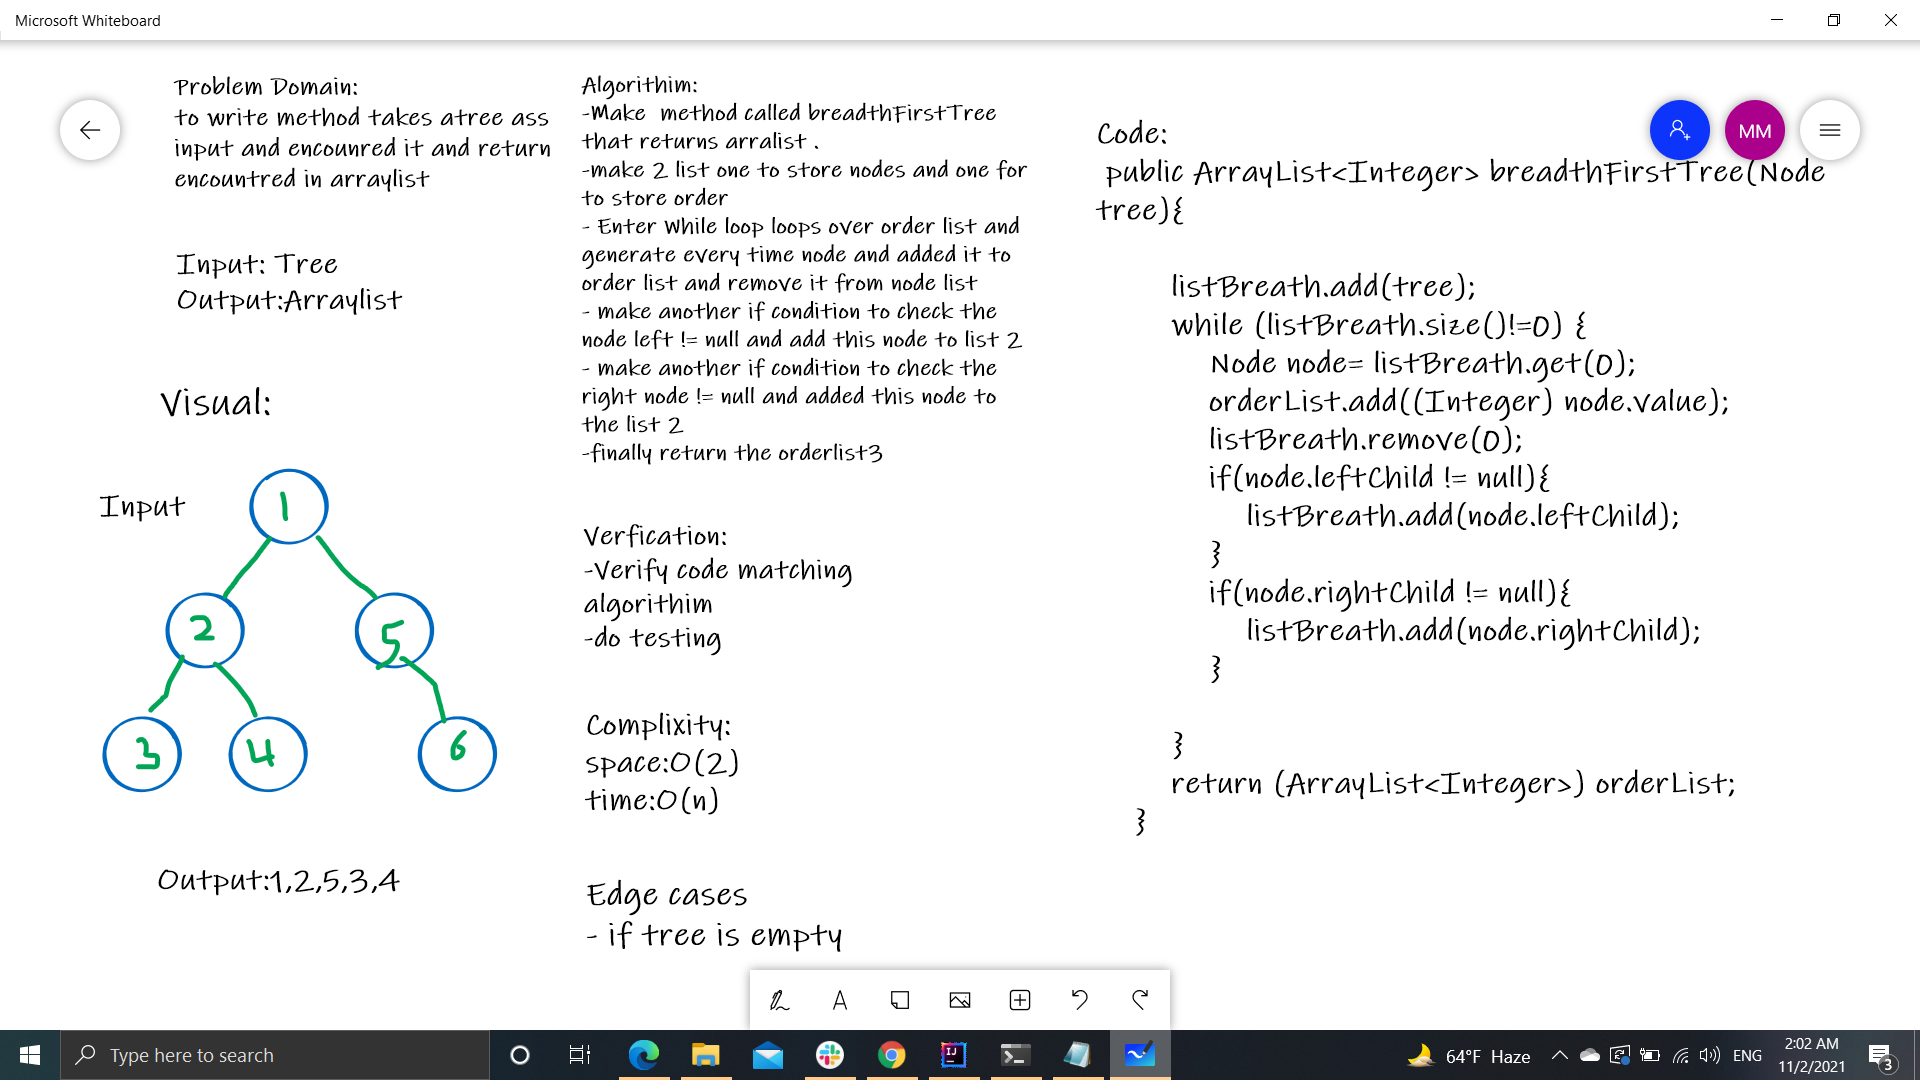 Microsoft Whiteboard
Problem Domain:
to write method takes atree ass
input and encounred it and return
encountred in arraylist
Input: Tree
Output:Arraylist
Visual:
Input
1
2
5
3
4
6
Output:1,2,5,3,4
Algorithim:
-Make method called breadthFirstTree
that returns arralist .
-make 2 list one to store nodes and one for
to store order
- Enter While loop loops over order list and
generate every time node and added it to
order list and remove it from node list
- make another if condition to check the
node left != null and add this node to list 2
- make another if condition to check the
right node != null and added this node to
the list 2
-finally return the orderlist3
Verfication:
-Verify code matching
algorithim
-do testing
Complixity:
space:O(2)
time:O(n)
Edge cases
- if tree is empty
Code:
public ArrayList<Integer> breadthFirstTree(Node
tree){
listBreath.add(tree);
while (listBreath.size()!=0) {
Node node= listBreath.get(0);
orderList.add((Integer) node.value);
listBreath.remove(0);
if(node.leftChild != null){
listBreath.add(node.leftChild);
}
if(node.rightChild != null){
listBreath.add(node.rightChild);
}
}
return (ArrayList<Integer>) orderList;
}
MM
Type here to search
64°F Haze
ENG
2:02 AM
11/2/2021
3